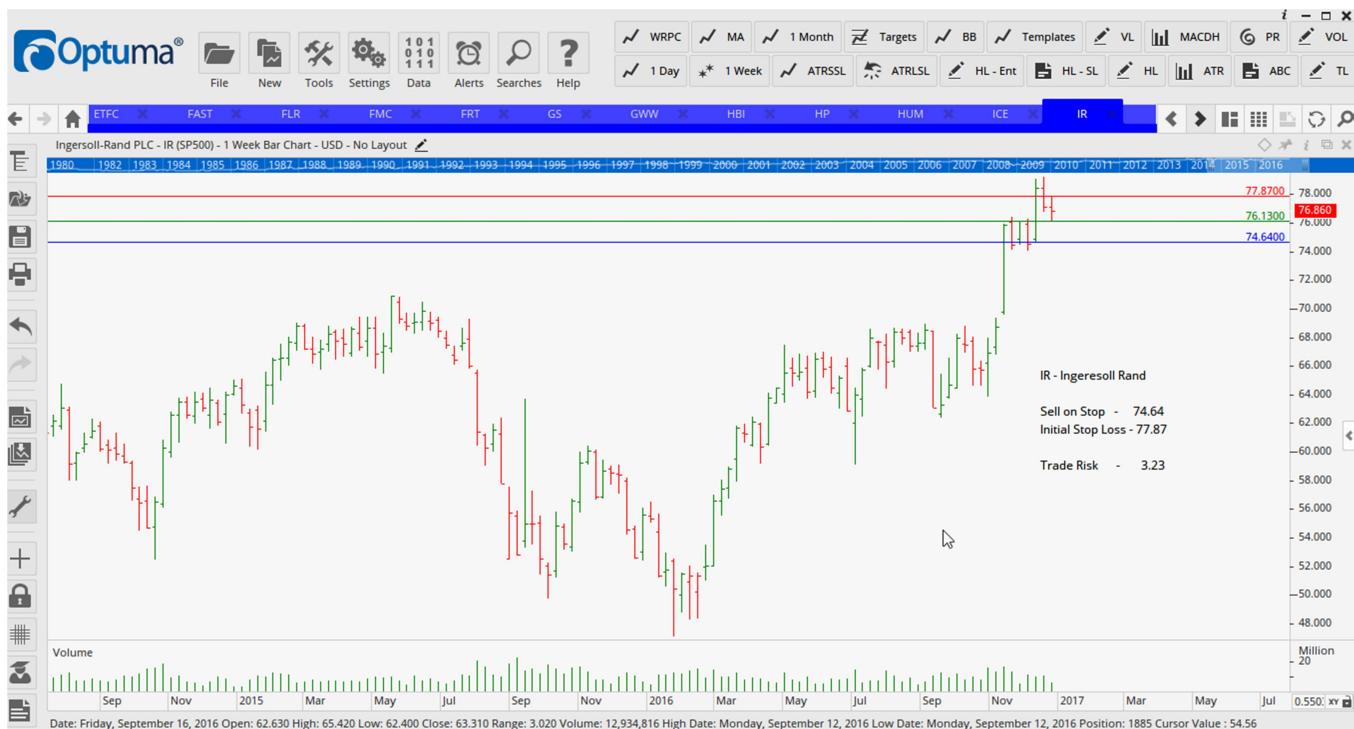 i
Optuma®
File
New
Tools
Settings
101 010 111
Data
Alerts
Searches
?
Help
WRPC
MA
1 Month
Targets
BB
Templates
VL
MACDH
PR
VOL
1 Day
1 Week
ATRSSL
ATRLSL
HL - Ent
HL - SL
HL
ATR
ABC
TL
ETFC
FAST
FLR
FMC
FRT
GS
GWW
HBI
HP
HUM
ICE
IR
Ingersoll-Rand PLC - IR (SP500) - 1 Week Bar Chart - USD - No Layout
1980 1982 1983 1984 1985 1986 1987 1988 1989 1990 1991 1992 1993 1994 1995 1996 1997 1998 1999 2000 2001 2002 2003 2004 2005 2006 2007 2008 2009 2010 2011 2012 2013 2014 2015 2016
77.8700
78.000
76.860
76.1300
76.000
74.6400
74.000
72.000
70.000
68.000
66.000
64.000
62.000
60.000
58.000
56.000
54.000
52.000
50.000
48.000
IR - Ingeresoll Rand
Sell on Stop - 74.64
Initial Stop Loss - 77.87
Trade Risk - 3.23
Volume
Million
20
Sep Nov 2015 Mar May Jul Sep Nov 2016 Mar May Jul Sep Nov 2017 Mar May Jul
0.550: XY
Date: Friday, September 16, 2016 Open: 62.630 High: 65.420 Low: 62.400 Close: 63.310 Range: 3.020 Volume: 12,934,816 High Date: Monday, September 12, 2016 Low Date: Monday, September 12, 2016 Position: 1885 Cursor Value : 54.56